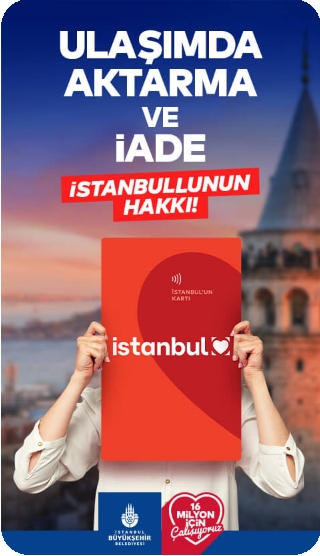 ULAŞIMDA
AKTARMA
VE
İADE
İSTANBULLUNUN
HAKKI!
İSTANBUL'UN
KARTI
istanbul
İSTANBUL
BÜYÜKŞEHİR
BELEDİYESİ
16
MİLYON
İÇİN
Çalışıyoruz